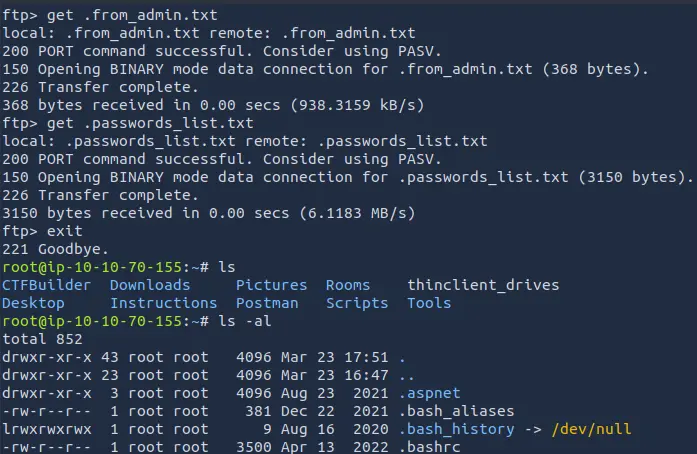 ftp> get .from_admin.txt
local: .from_admin.txt remote: .from_admin.txt
200 PORT command successful. Consider using PASV.
150 Opening BINARY mode data connection for .from_admin.txt (368 bytes).
226 Transfer complete.
368 bytes received in 0.00 secs (938.3159 kB/s)
ftp> get .passwords_list.txt
local: .passwords_list.txt remote: .passwords_list.txt
200 PORT command successful. Consider using PASV.
150 Opening BINARY mode data connection for .passwords_list.txt (3150 bytes).
226 Transfer complete.
3150 bytes received in 0.00 secs (6.1183 MB/s)
ftp> exit
221 Goodbye.
root@ip-10-10-70-155:~# ls
CTFBuilder  Downloads     Pictures  Rooms    thinclient_drives
Desktop     Instructions  Postman   Scripts  Tools
root@ip-10-10-70-155:~# ls -al
total 852
drwxr-xr-x 43 root root   4096 Mar 23 17:51 .
drwxr-xr-x 23 root root   4096 Mar 23 16:47 ..
drwxr-xr-x  3 root root   4096 Aug 23  2021 .aspnet
-rw-r--r--  1 root root    381 Dec 22  2021 .bash_aliases
lrwxrwxrwx  1 root root      9 Aug 16  2020 .bash_history -> /dev/null
-rw-r--r--  1 root root   3500 Apr 13  2022 .bashrc